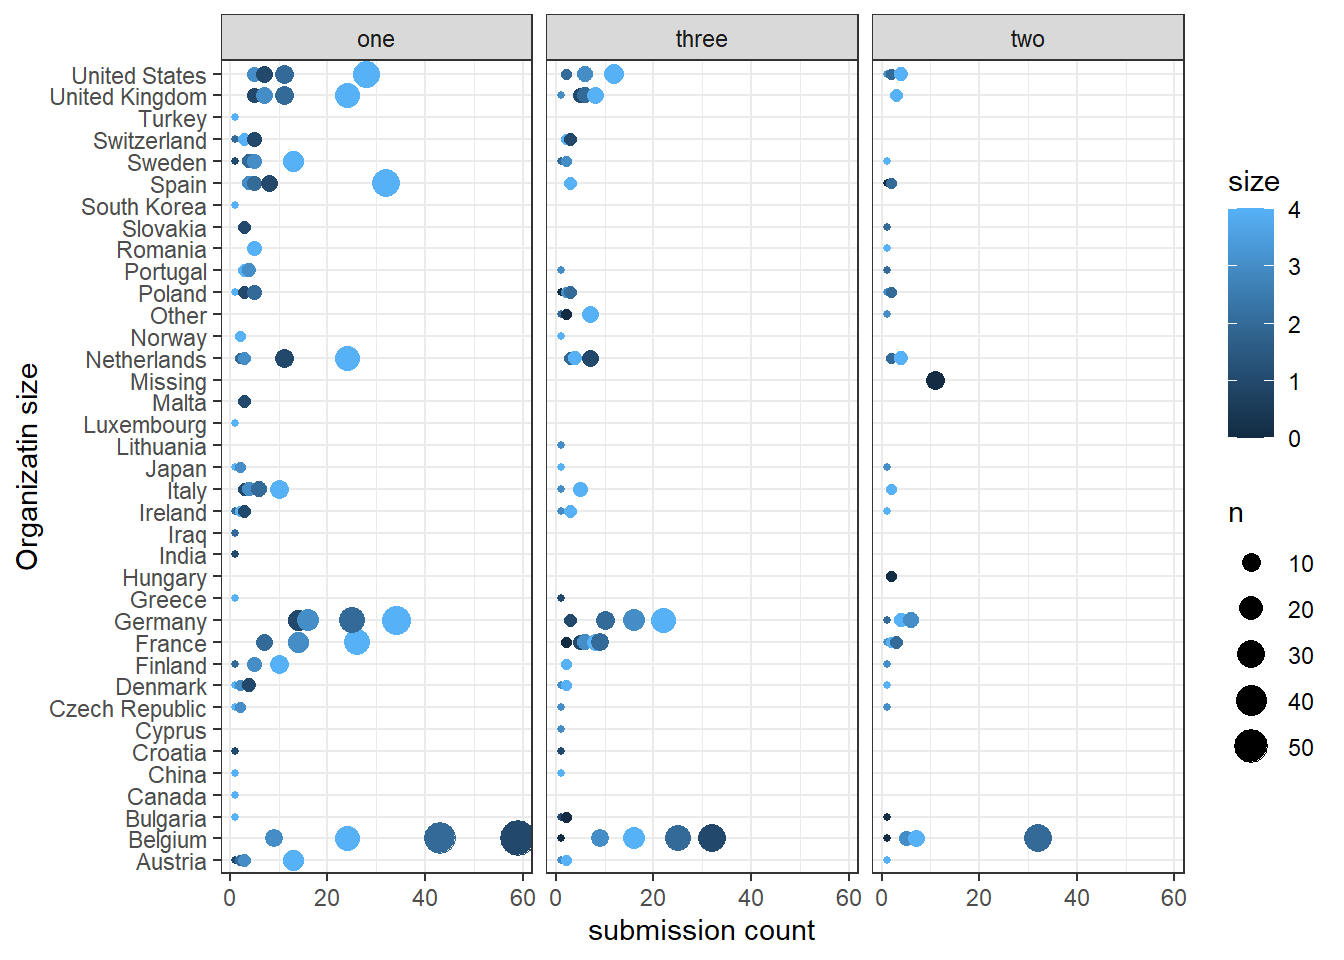 one three two
United States
United Kingdom
Turkey
Switzerland
Sweden
Spain
South Korea
Slovakia
Romania
Portugal
Poland
Other
Norway
Netherlands
Missing
Malta
Luxembourg
Lithuania
Japan
Italy
Ireland
Iraq
India
Hungary
Greece
Germany
France
Finland
Denmark
Czech Republic
Cyprus
Croatia
China
Canada
Bulgaria
Belgium
Austria
0 20 40 60 0 20 40 60 0 20 40 60
submission count
Organizatin size
size
4
3
2
1
0
n
10
20
30
40
50